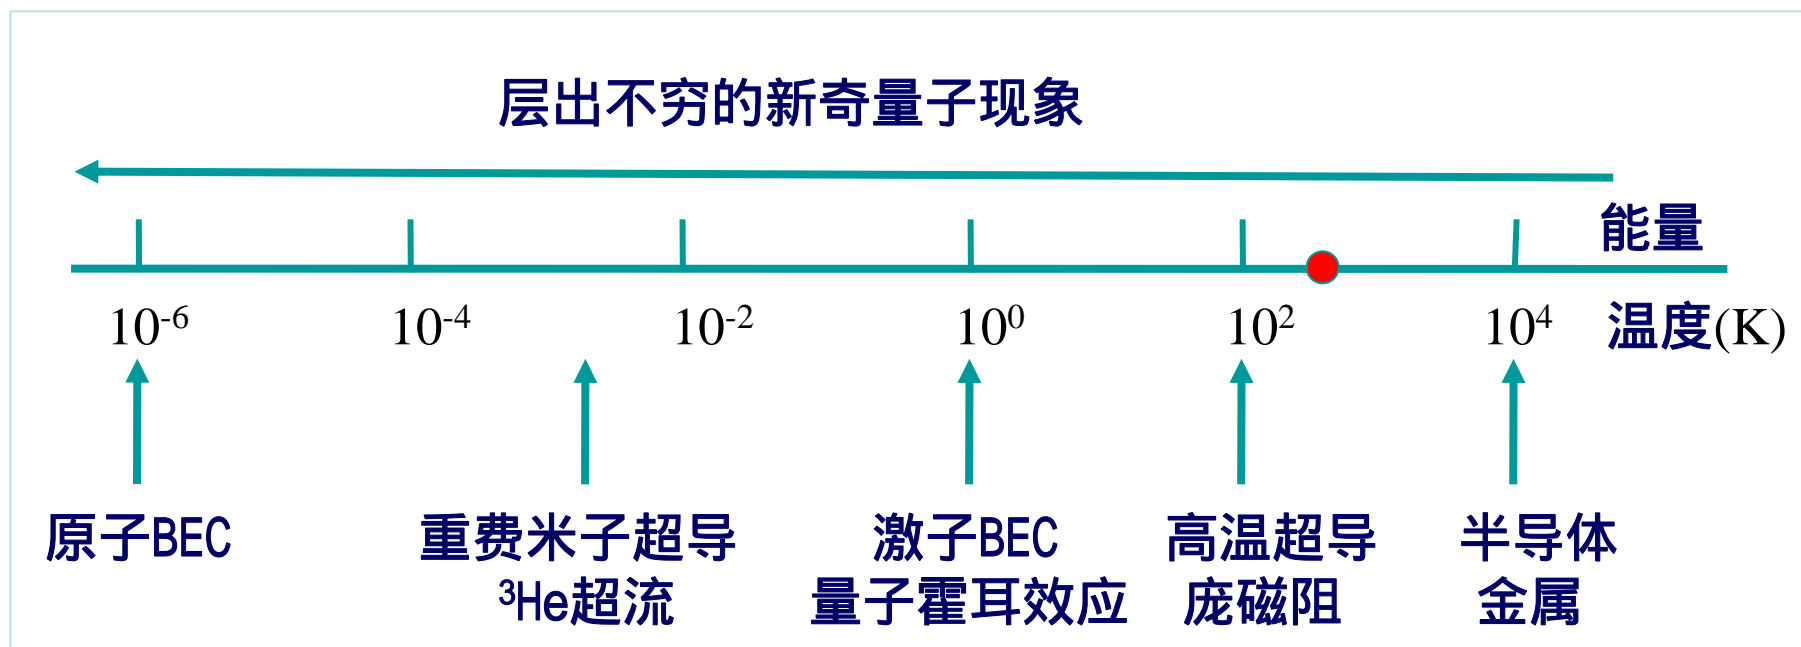 层出不穷的新奇量子现象
能量
10⁻⁶ 10⁻⁴ 10⁻² 10⁰ 10² 10⁴ 温度(K)
原子BEC 重费米子超导 激子BEC 高温超导 半导体
³He超流 量子霍耳效应 庞磁阻 金属